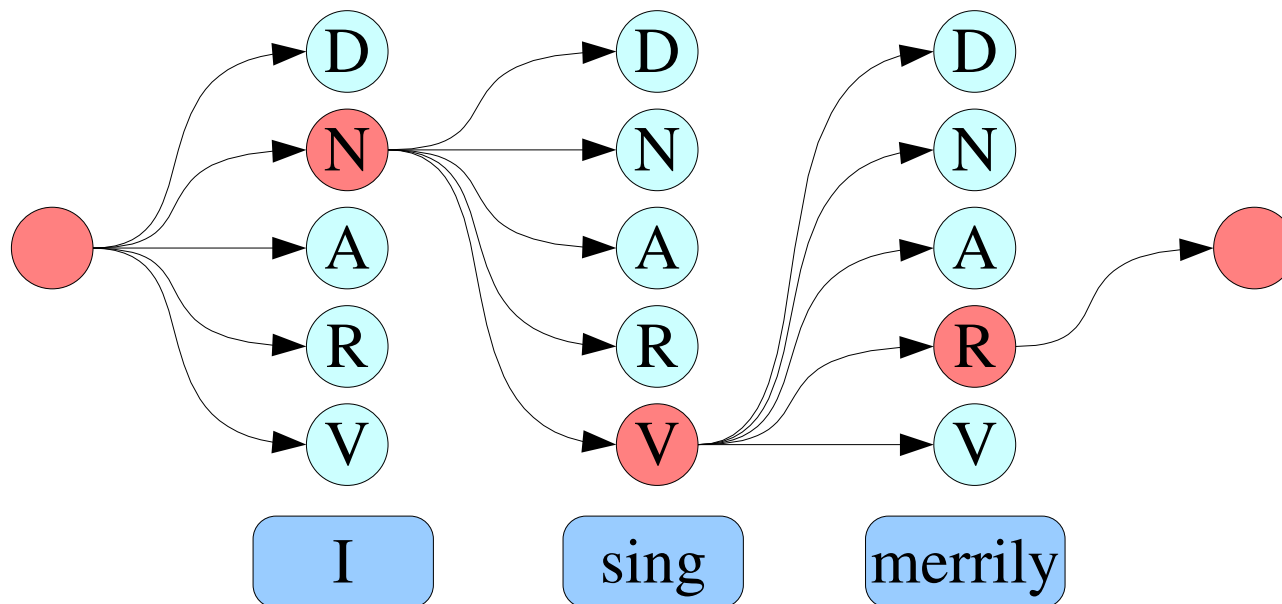 D D D
N N N
A A A
R R R
V V V
I sing merrily